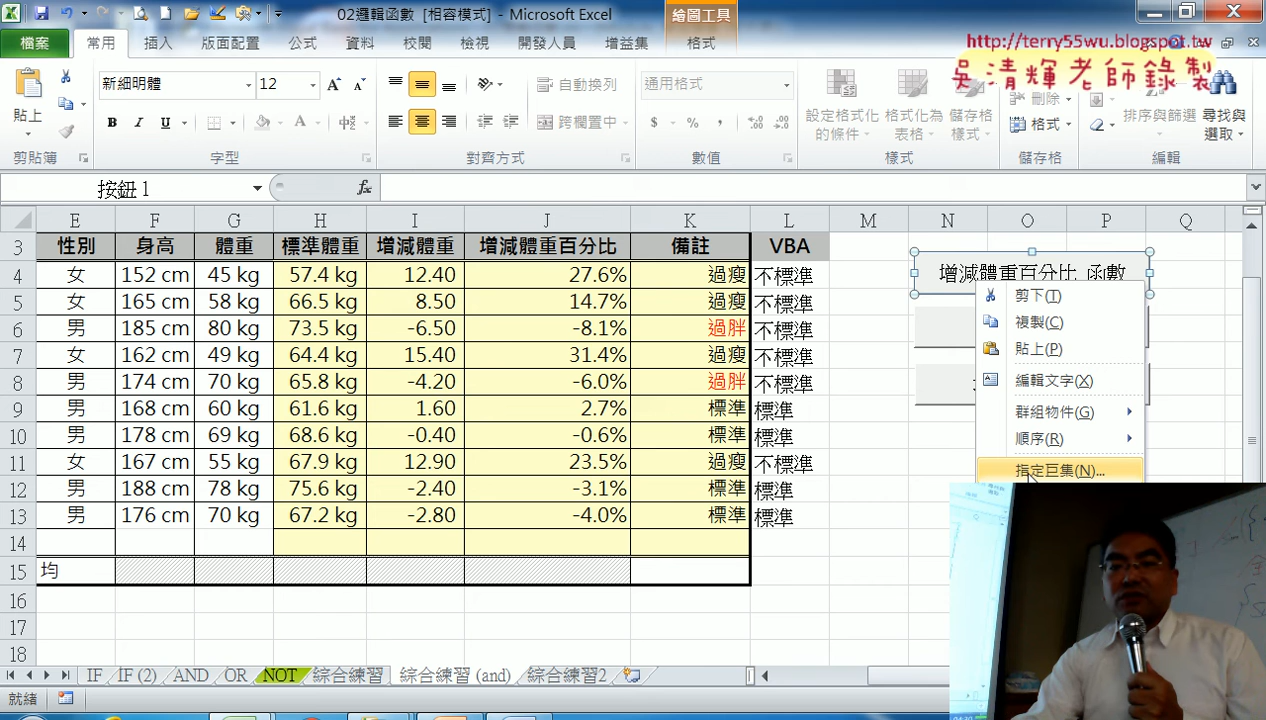 02邏輯函數 [相容模式] - Microsoft Excel
繪圖工具
檔案 常用 插入 版面配置 公式 資料 校閱 檢視 開發人員 增益集 格式
http://terry55wu.blogspot.tw
吳清輝老師錄製
貼上 新細明體 12 自動換列 通用格式 設定格式化的條件 格式化為表格 儲存格樣式 刪除 格式 排序與篩選 尋找與選取
B I U 中 跨欄置中 $ %
剪貼簿 字型 對齊方式 數值 樣式 儲存格 編輯
按鈕 1 fx
E F G H I J K L M N O P Q
3 性別 身高 體重 標準體重 增減體重 增減體重百分比 備註 VBA
4 女 152 cm 45 kg 57.4 kg 12.40 27.6% 過瘦 不標準
5 女 165 cm 58 kg 66.5 kg 8.50 14.7% 過瘦 不標準
6 男 185 cm 80 kg 73.5 kg -6.50 -8.1% 過胖 不標準
7 女 162 cm 49 kg 64.4 kg 15.40 31.4% 過瘦 不標準
8 男 174 cm 70 kg 65.8 kg -4.20 -6.0% 過胖 不標準
9 男 168 cm 60 kg 61.6 kg 1.60 2.7% 標準 標準
10 男 178 cm 69 kg 68.6 kg -0.40 -0.6% 標準 標準
11 女 167 cm 55 kg 67.9 kg 12.90 23.5% 過瘦 不標準
12 男 188 cm 78 kg 75.6 kg -2.40 -3.1% 標準 標準
13 男 176 cm 70 kg 67.2 kg -2.80 -4.0% 標準 標準
14
15 均
16
17
18
增減體重百分比_函數
剪下(T)
複製(C)
貼上(P)
編輯文字(X)
群組物件(G)
順序(R)
指定巨集(N)...
IF IF (2) AND OR NOT 綜合練習 綜合練習 (and) 綜合練習2
就緒